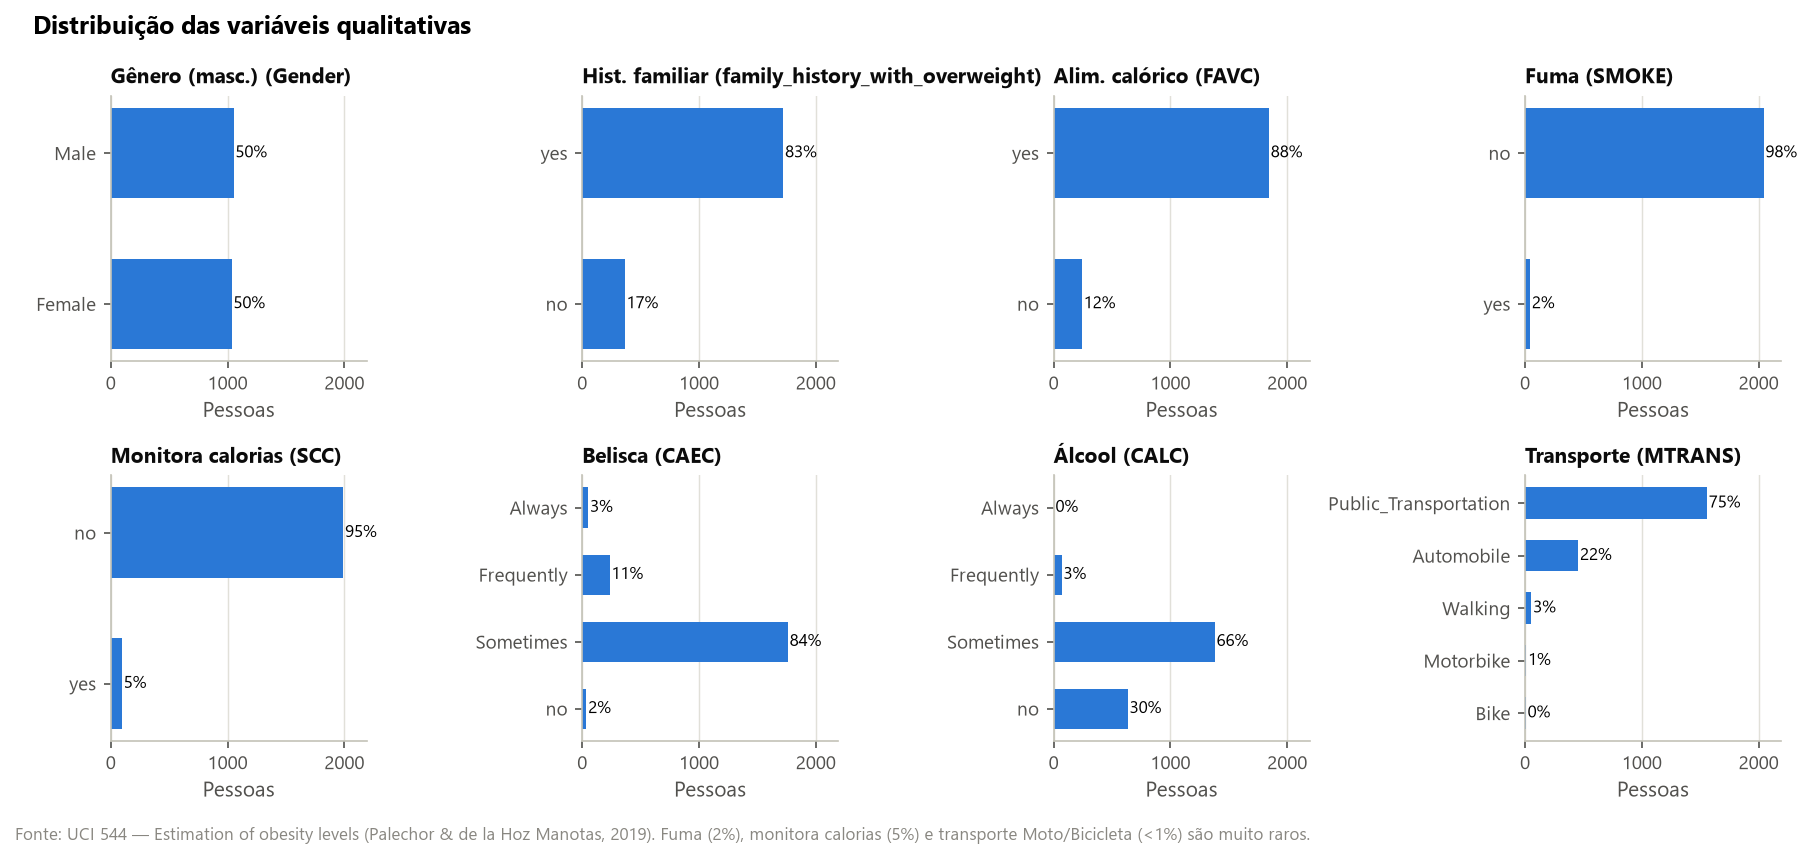 Distribuição das variáveis qualitativas
Gênero (masc.) (Gender)
Male
50%
Female
50%
0 1000 2000
Pessoas
Hist. familiar (family_history_with_overweight)
yes
83%
no
17%
0 1000 2000
Pessoas
Alim. calórico (FAVC)
yes
88%
no
12%
0 1000 2000
Pessoas
Fuma (SMOKE)
no
98%
yes
2%
0 1000 2000
Pessoas
Monitora calorias (SCC)
no
95%
yes
5%
0 1000 2000
Pessoas
Belisca (CAEC)
Always
3%
Frequently
11%
Sometimes
84%
no
2%
0 1000 2000
Pessoas
Álcool (CALC)
Always
0%
Frequently
3%
Sometimes
66%
no
30%
0 1000 2000
Pessoas
Transporte (MTRANS)
Public_Transportation
75%
Automobile
22%
Walking
3%
Motorbike
1%
Bike
0%
0 1000 2000
Pessoas
Fonte: UCI 544 — Estimation of obesity levels (Palechor & de la Hoz Manotas, 2019). Fuma (2%), monitora calorias (5%) e transporte Moto/Bicicleta (<1%) são muito raros.